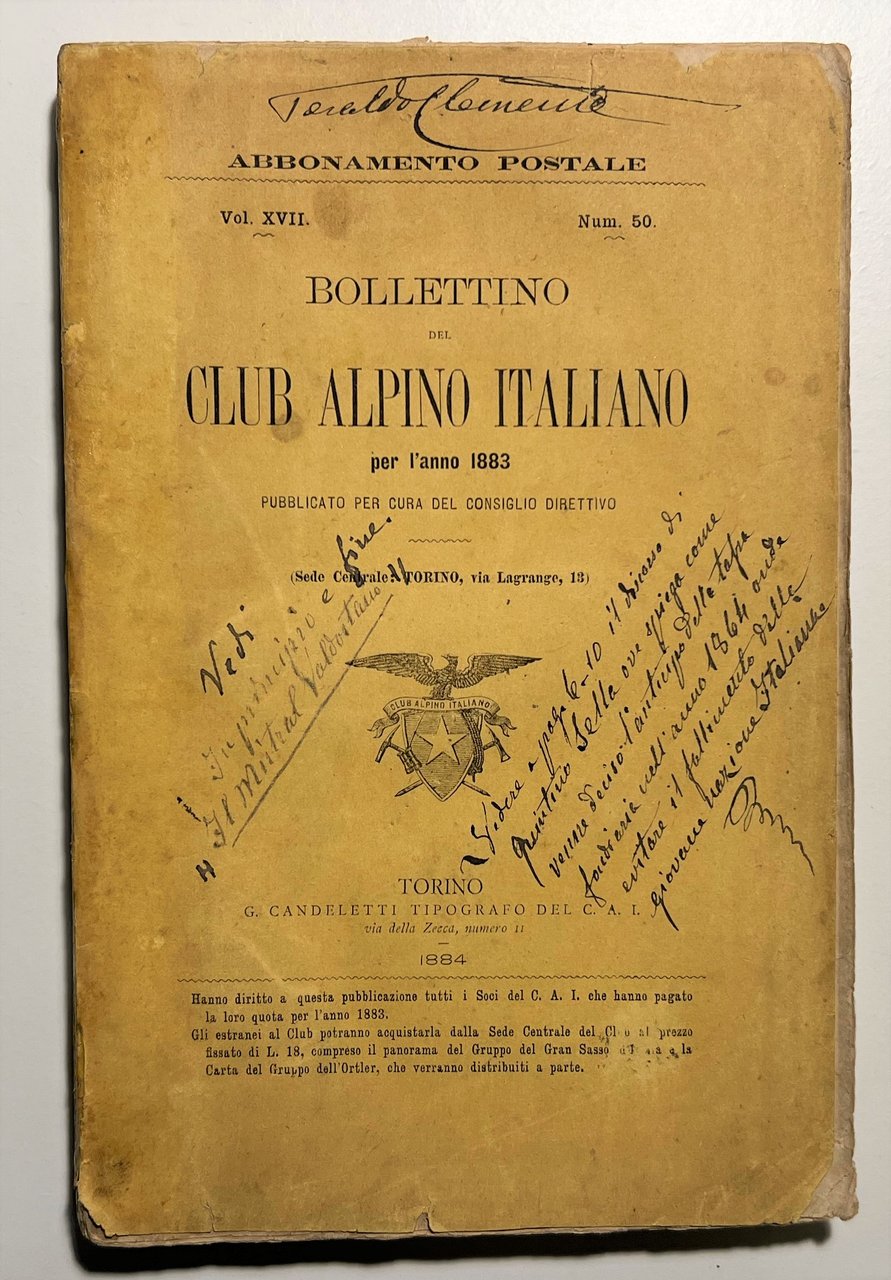 Teraldo Clemente
ABBONAMENTO POSTALE
Vol. XVII.
Num. 50.
BOLLETTINO
DEL
CLUB ALPINO ITALIANO
per l'anno 1883
PUBBLICATO PER CURA DEL CONSIGLIO DIRETTIVO
(Sede Centrale: TORINO, via Lagrange, 13)
Vedi
In principio e fine.
"Il Mistral Valdostano"
CLUB ALPINO ITALIANO
Vedere a pag. 6-10 il discorso di
Quintino Sella ove spiega come
venne deciso l'anticipo della tassa
fondiaria nell'anno 1864 onde
evitare il fallimento della
giovane nazione Italiana
TORINO
G. CANDELETTI TIPOGRAFO DEL C. A. I.
via della Zecca, numero 11
1884
Hanno diritto a questa pubblicazione tutti i Soci del C. A. I. che hanno pagato
la loro quota per l'anno 1883.
Gli estranei al Club potranno acquistarla dalla Sede Centrale del Club al prezzo
fissato di L. 18, compreso il panorama del Gruppo del Gran Sasso e la
Carta del Gruppo dell'Ortler, che verranno distribuiti a parte.